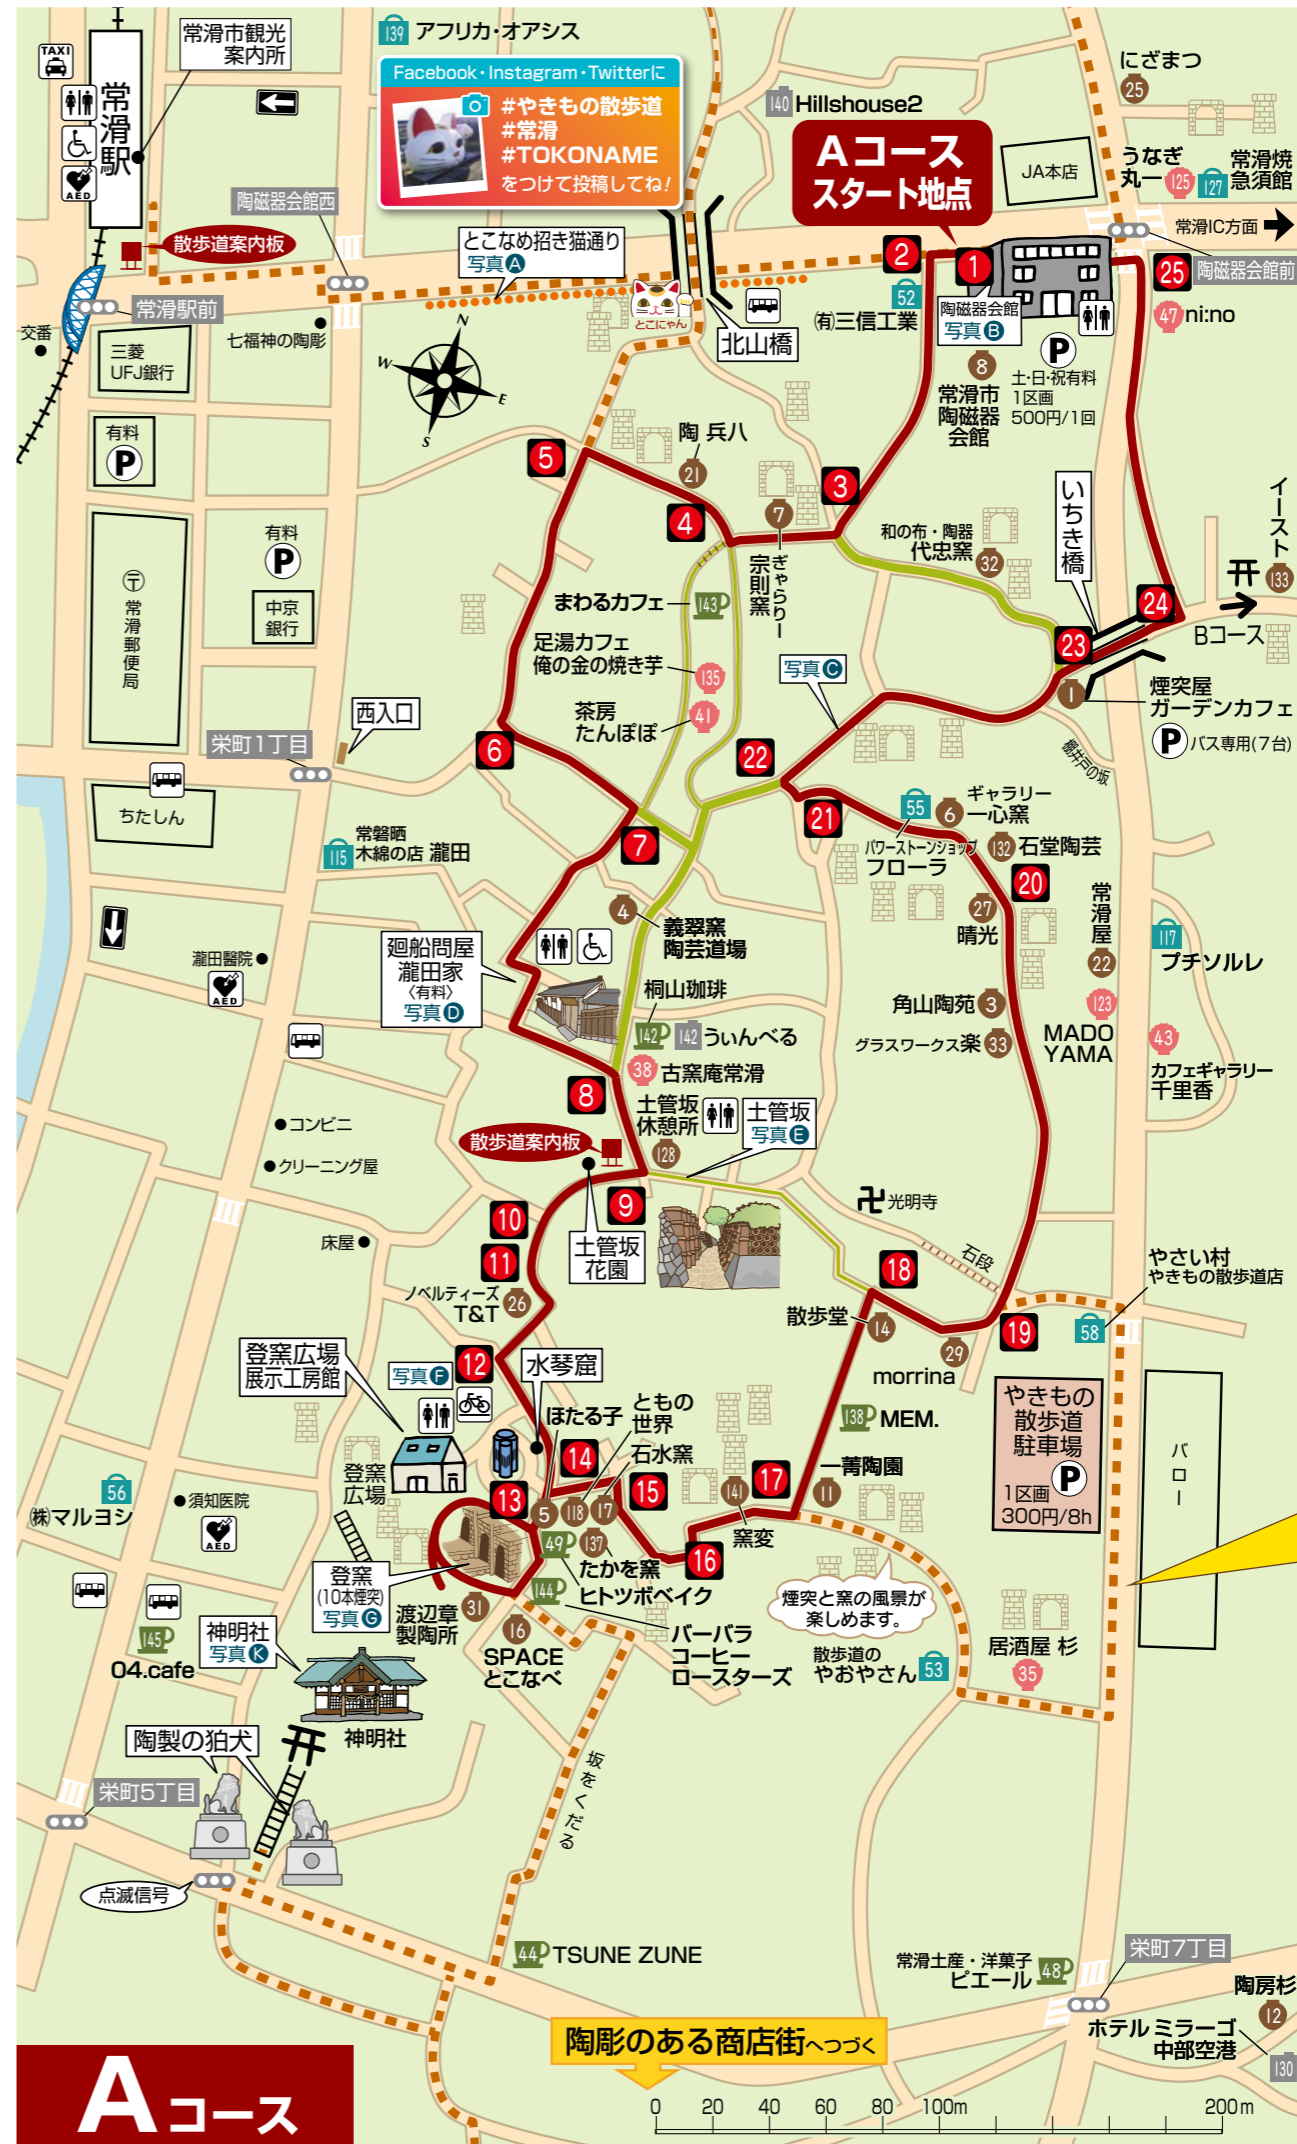 139 アフリカ・オアシス
常滑市観光
案内所
TAXI
常滑駅
AED
Facebook・Instagram・Twitterに
#やきもの散歩道
#常滑
#TOKONAME
をつけて投稿してね!
140 Hillshouse2
Aコース
スタート地点
にざまつ
25
JA本店
うなぎ
丸一 125
127 常滑焼
急須館
常滑IC方面
陶磁器会館前
陶磁器会館西
散歩道案内板
とこなめ招き猫通り
写真A
とこにゃん
北山橋
2
52
㈲三信工業
1
陶磁器会館
写真B
8
常滑市
陶磁器
会館
P
土・日・祝有料
1区画
500円/1回
25
47 ni:no
常滑駅前
交番
三菱
UFJ銀行
七福神の陶彫
N
W
E
S
有料
P
5
陶 兵八
21
4
7
ぎゃらりー
宗則窯
3
和の布・陶器
代忠窯
32
いちき橋
イースト
133
24
23
Bコース
1
煙突屋
ガーデンカフェ
P バス専用(7台)
棚井戸の坂
有料
P
〒常滑郵便局
中京
銀行
まわるカフェ 143
足湯カフェ
俺の金の焼き芋
135
茶房
たんぽぽ
41
写真C
西入口
栄町1丁目
6
22
ちたしん
7
21
55
パワーストーンショップ
フローラ
6
ギャラリー
一心窯
132 石堂陶芸
20
115 常磐晒
木綿の店 瀧田
4
義翠窯
陶芸道場
27
晴光
常滑屋
22
117
プチソルレ
瀧田醫院
AED
廻船問屋
瀧田家
〈有料〉
写真D
桐山珈琲
142
142 うぃんべる
38 古窯庵常滑
角山陶苑 3
グラスワークス楽 33
123
MADO
YAMA
43
カフェギャラリー
千里香
8
土管坂
休憩所
128
土管坂
写真E
コンビニ
クリーニング屋
散歩道案内板
9
土管坂
花園
10
11
光明寺
石段
床屋
ノベルティーズ
T&T 26
18
散歩堂
14
29
morrina
19
やさい村
やきもの散歩道店
58
登窯広場
展示工房館
写真F
12
水琴窟
ほたる子
ともの
世界
石水窯
14
138 MEM.
やきもの
散歩道
駐車場
P
1区画
300円/8h
バロー
登窯
広場
13
5
118
17
15
141
窯変
17
一菁陶園
11
56
㈱マルヨシ
須知医院
AED
49
137
たかを窯
ヒトツボベイク
16
登窯
(10本煙突)
写真G
渡辺章
製陶所
31
144
16
SPACE
とこなべ
バーバラ
コーヒー
ロースターズ
煙突と窯の風景が
楽しめます。
散歩道の
やおやさん 53
居酒屋 杉
35
145
04.cafe
神明社
写真K
神明社
陶製の狛犬
栄町5丁目
点滅信号
坂をくだる
44 TSUNE ZUNE
常滑土産・洋菓子
ピエール 48
栄町7丁目
陶房杉
12
ホテル ミラーゴ
中部空港
130
陶彫のある商店街へつづく
Aコース
0 20 40 60 80 100m 200m